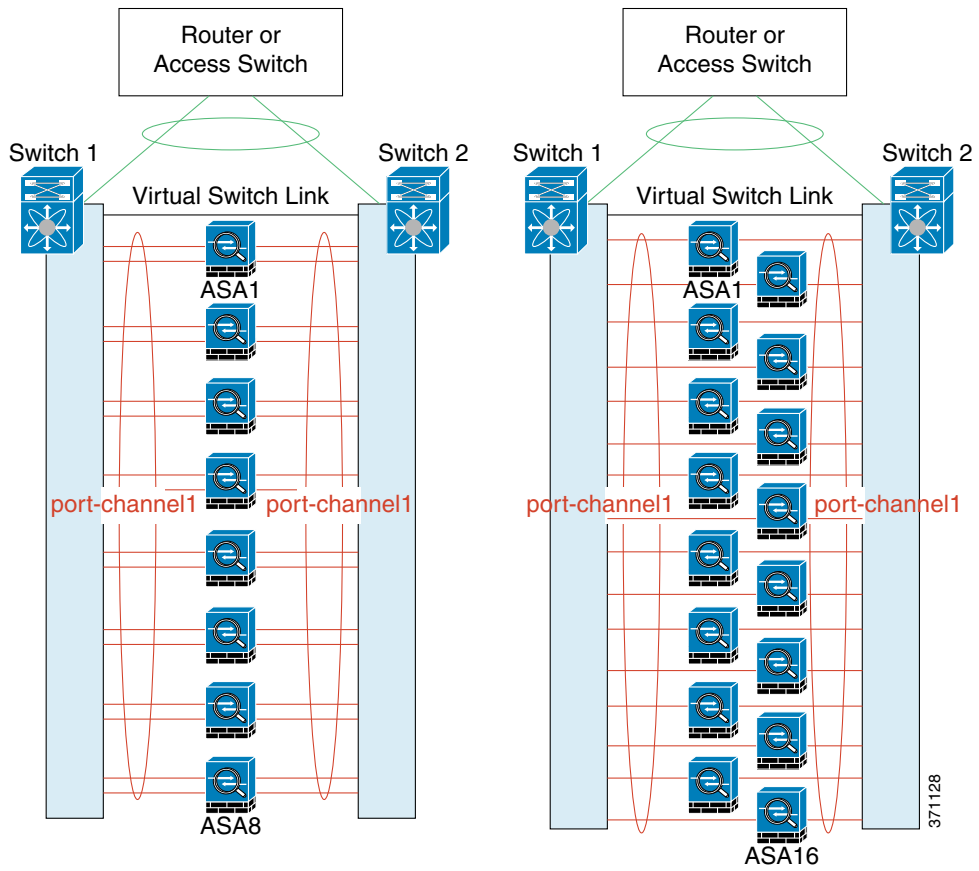 Router or
Access Switch
Switch 1
Switch 2
Virtual Switch Link
ASA1
port-channel1
port-channel1
ASA8
Router or
Access Switch
Switch 1
Switch 2
Virtual Switch Link
ASA1
port-channel1
port-channel1
ASA16
371128